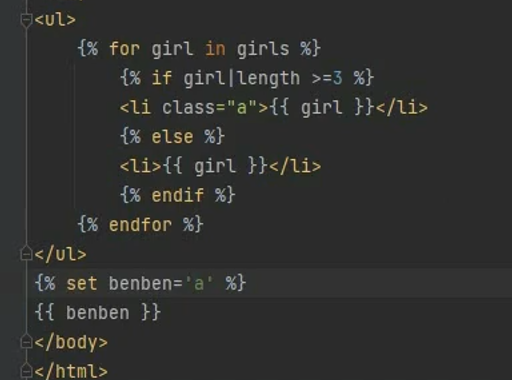 <ul>
{% for girl in girls %}
{% if girl|length >=3 %}
<li class="a">{{ girl }}</li>
{% else %}
<li>{{ girl }}</li>
{% endif %}
{% endfor %}
</ul>
{% set benben='a' %}
{{ benben }}
</body>
</html>